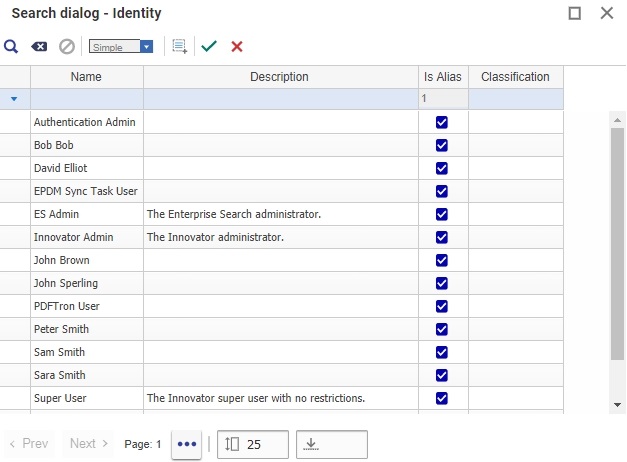 Search dialog - Identity
Simple
Name Description Is Alias Classification
1
Authentication Admin
Bob Bob
David Elliot
EPDM Sync Task User
ES Admin The Enterprise Search administrator.
Innovator Admin The Innovator administrator.
John Brown
John Sperling
PDFTron User
Peter Smith
Sam Smith
Sara Smith
Super User The Innovator super user with no restrictions.
Prev Next Page: 1 25